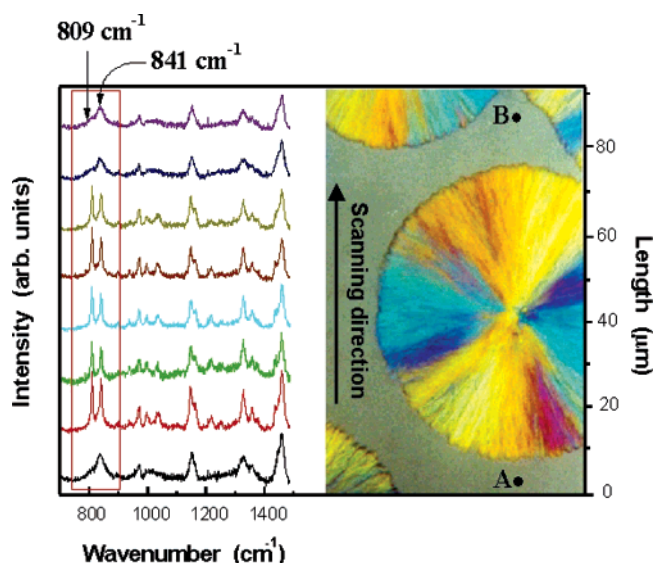 809 cm-1
841 cm-1
Intensity (arb. units)
800 1000 1200 1400
Wavenumber (cm-1)
B
Scanning direction
A
80
60
40
20
0
Length (μm)